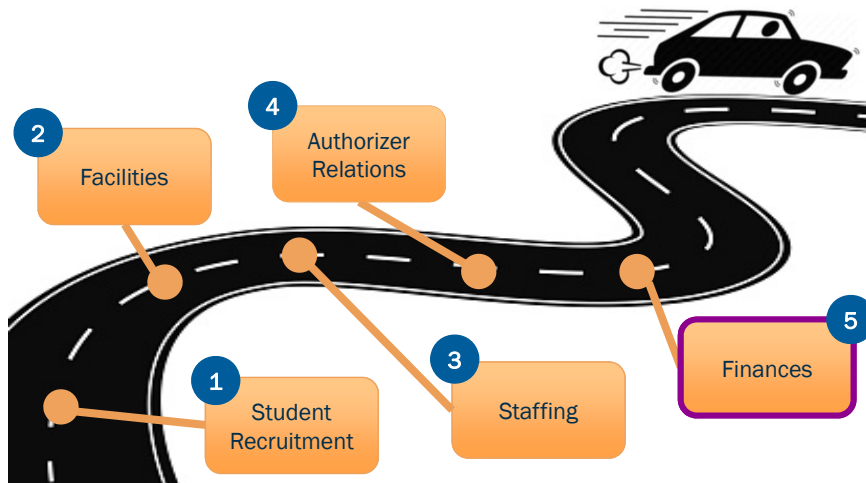 1
Student
Recruitment
2
Facilities
3
Staffing
4
Authorizer
Relations
5
Finances